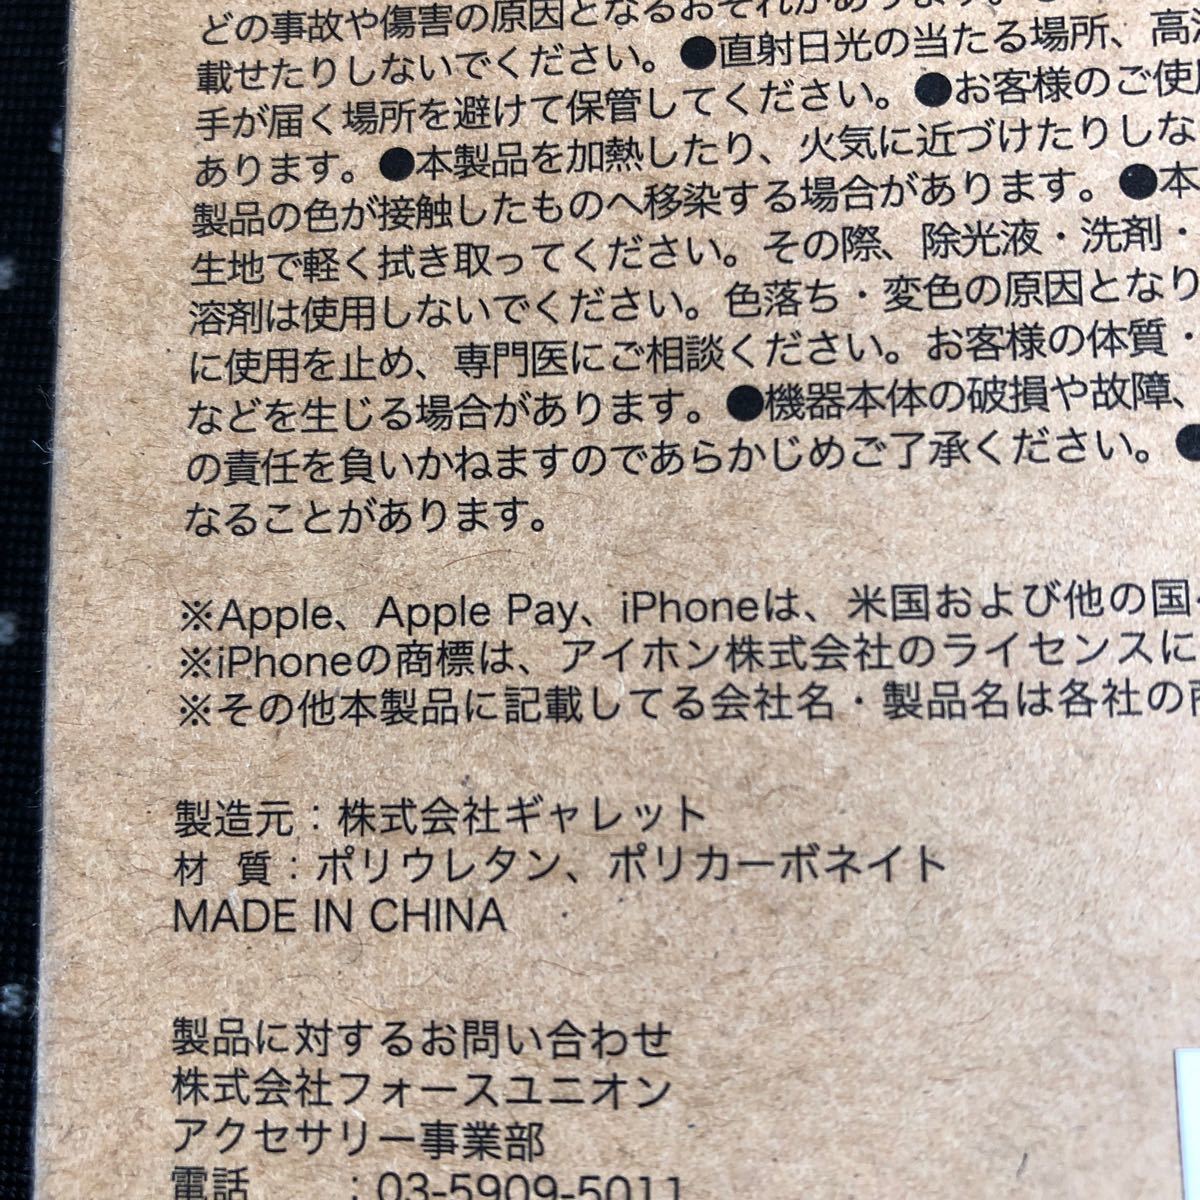 どの事故や傷害の原因となるおそれがあります。
載せたりしないでください。●直射日光の当たる場所、高温
手が届く場所を避けて保管してください。●お客様のご使用
あります。●本製品を加熱したり、火気に近づけたりしな
製品の色が接触したものへ移染する場合があります。●本
生地で軽く拭き取ってください。その際、除光液・洗剤・
溶剤は使用しないでください。色落ち・変色の原因となり
に使用を止め、専門医にご相談ください。お客様の体質・
などを生じる場合があります。●機器本体の破損や故障、
の責任を負いかねますのであらかじめご了承ください。●
なることがあります。
※Apple、Apple Pay、iPhoneは、米国および他の国
※iPhoneの商標は、アイホン株式会社のライセンスに
※その他本製品に記載してる会社名・製品名は各社の商
製造元：株式会社ギャレット
材 質：ポリウレタン、ポリカーボネイト
MADE IN CHINA
製品に対するお問い合わせ
株式会社フォースユニオン
アクセサリー事業部
電話 ：03-5909-5011